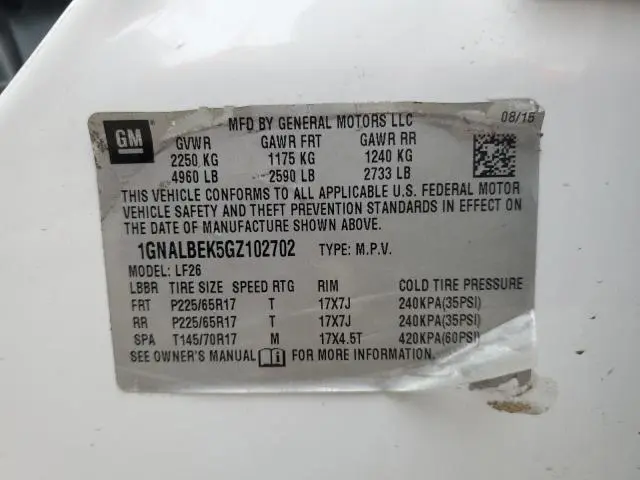 GM
MFD BY GENERAL MOTORS LLC 08/15
GVWR GAWR FRT GAWR RR
2250 KG 1175 KG 1240 KG
4960 LB 2590 LB 2733 LB
THIS VEHICLE CONFORMS TO ALL APPLICABLE U.S. FEDERAL MOTOR
VEHICLE SAFETY AND THEFT PREVENTION STANDARDS IN EFFECT ON
THE DATE OF MANUFACTURE SHOWN ABOVE.
1GNALBEK5GZ102702 TYPE: M.P.V.
MODEL: LF26
LBBR TIRE SIZE SPEED RTG RIM COLD TIRE PRESSURE
FRT P225/65R17 T 17X7J 240KPA(35PSI)
RR P225/65R17 T 17X7J 240KPA(35PSI)
SPA T145/70R17 M 17X4.5T 420KPA(60PSI)
SEE OWNER'S MANUAL i FOR MORE INFORMATION.